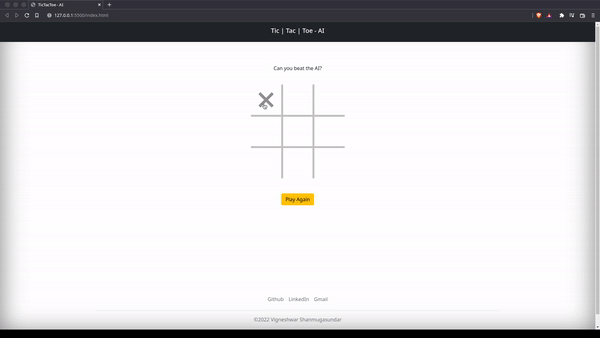 TicTacToe - AI
127.0.0.1:5500/index.html
Tic | Tac | Toe - AI
Can you beat the AI?
Play Again
Github LinkedIn Gmail
©2022 Vigneshwar Shanmugasundar